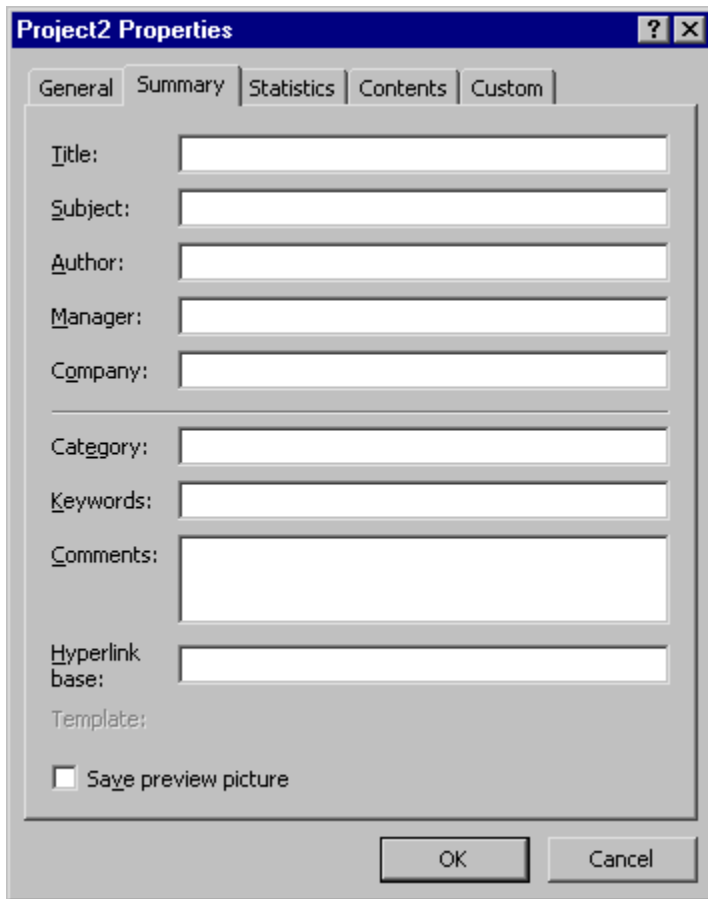 Project2 Properties
General Summary Statistics Contents Custom
Title:
Subject:
Author:
Manager:
Company:
Category:
Keywords:
Comments:
Hyperlink
base:
Template:
Save preview picture
OK Cancel